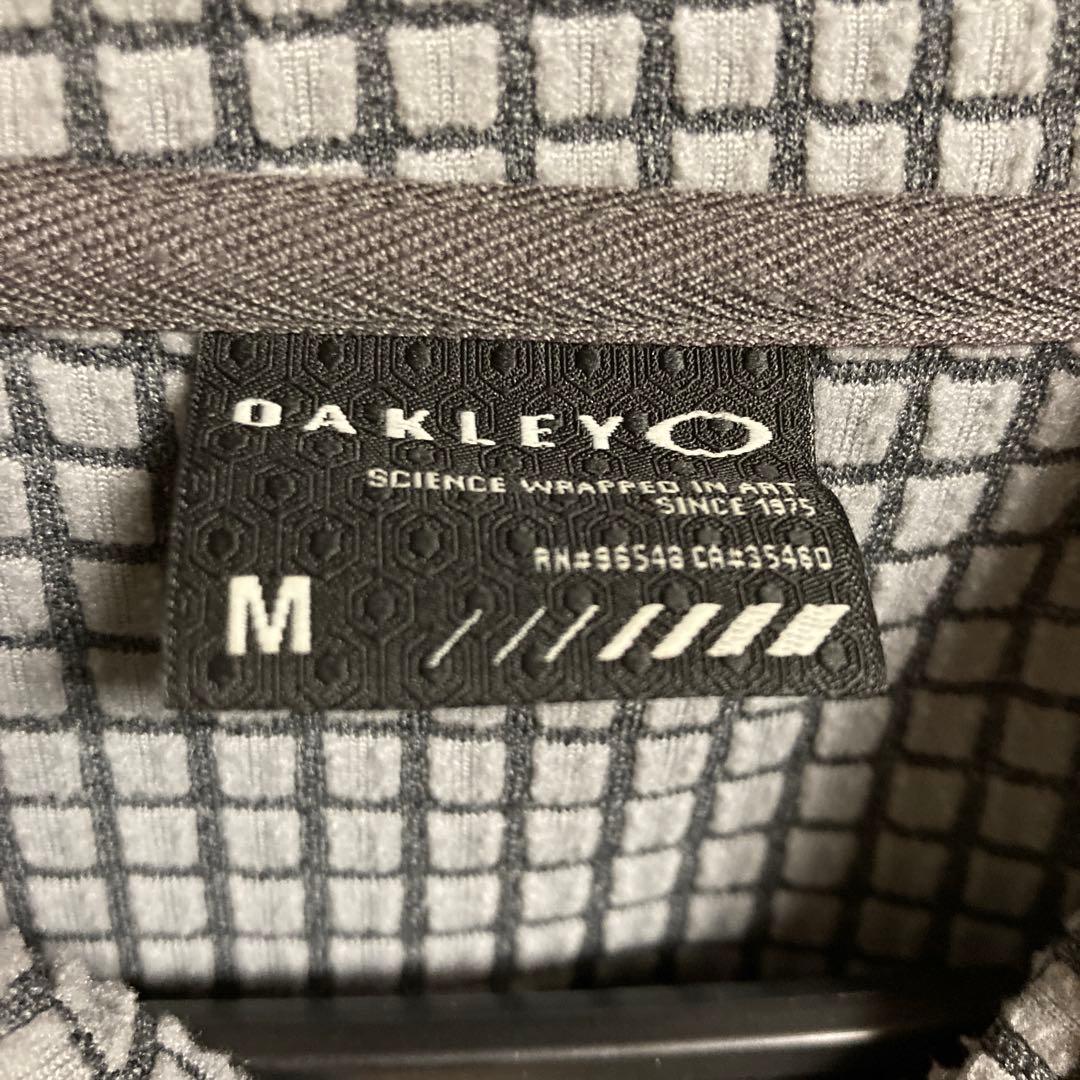 OAKLEY
SCIENCE WRAPPED IN ART
SINCE 1975
RN#96548 CA#35460
M